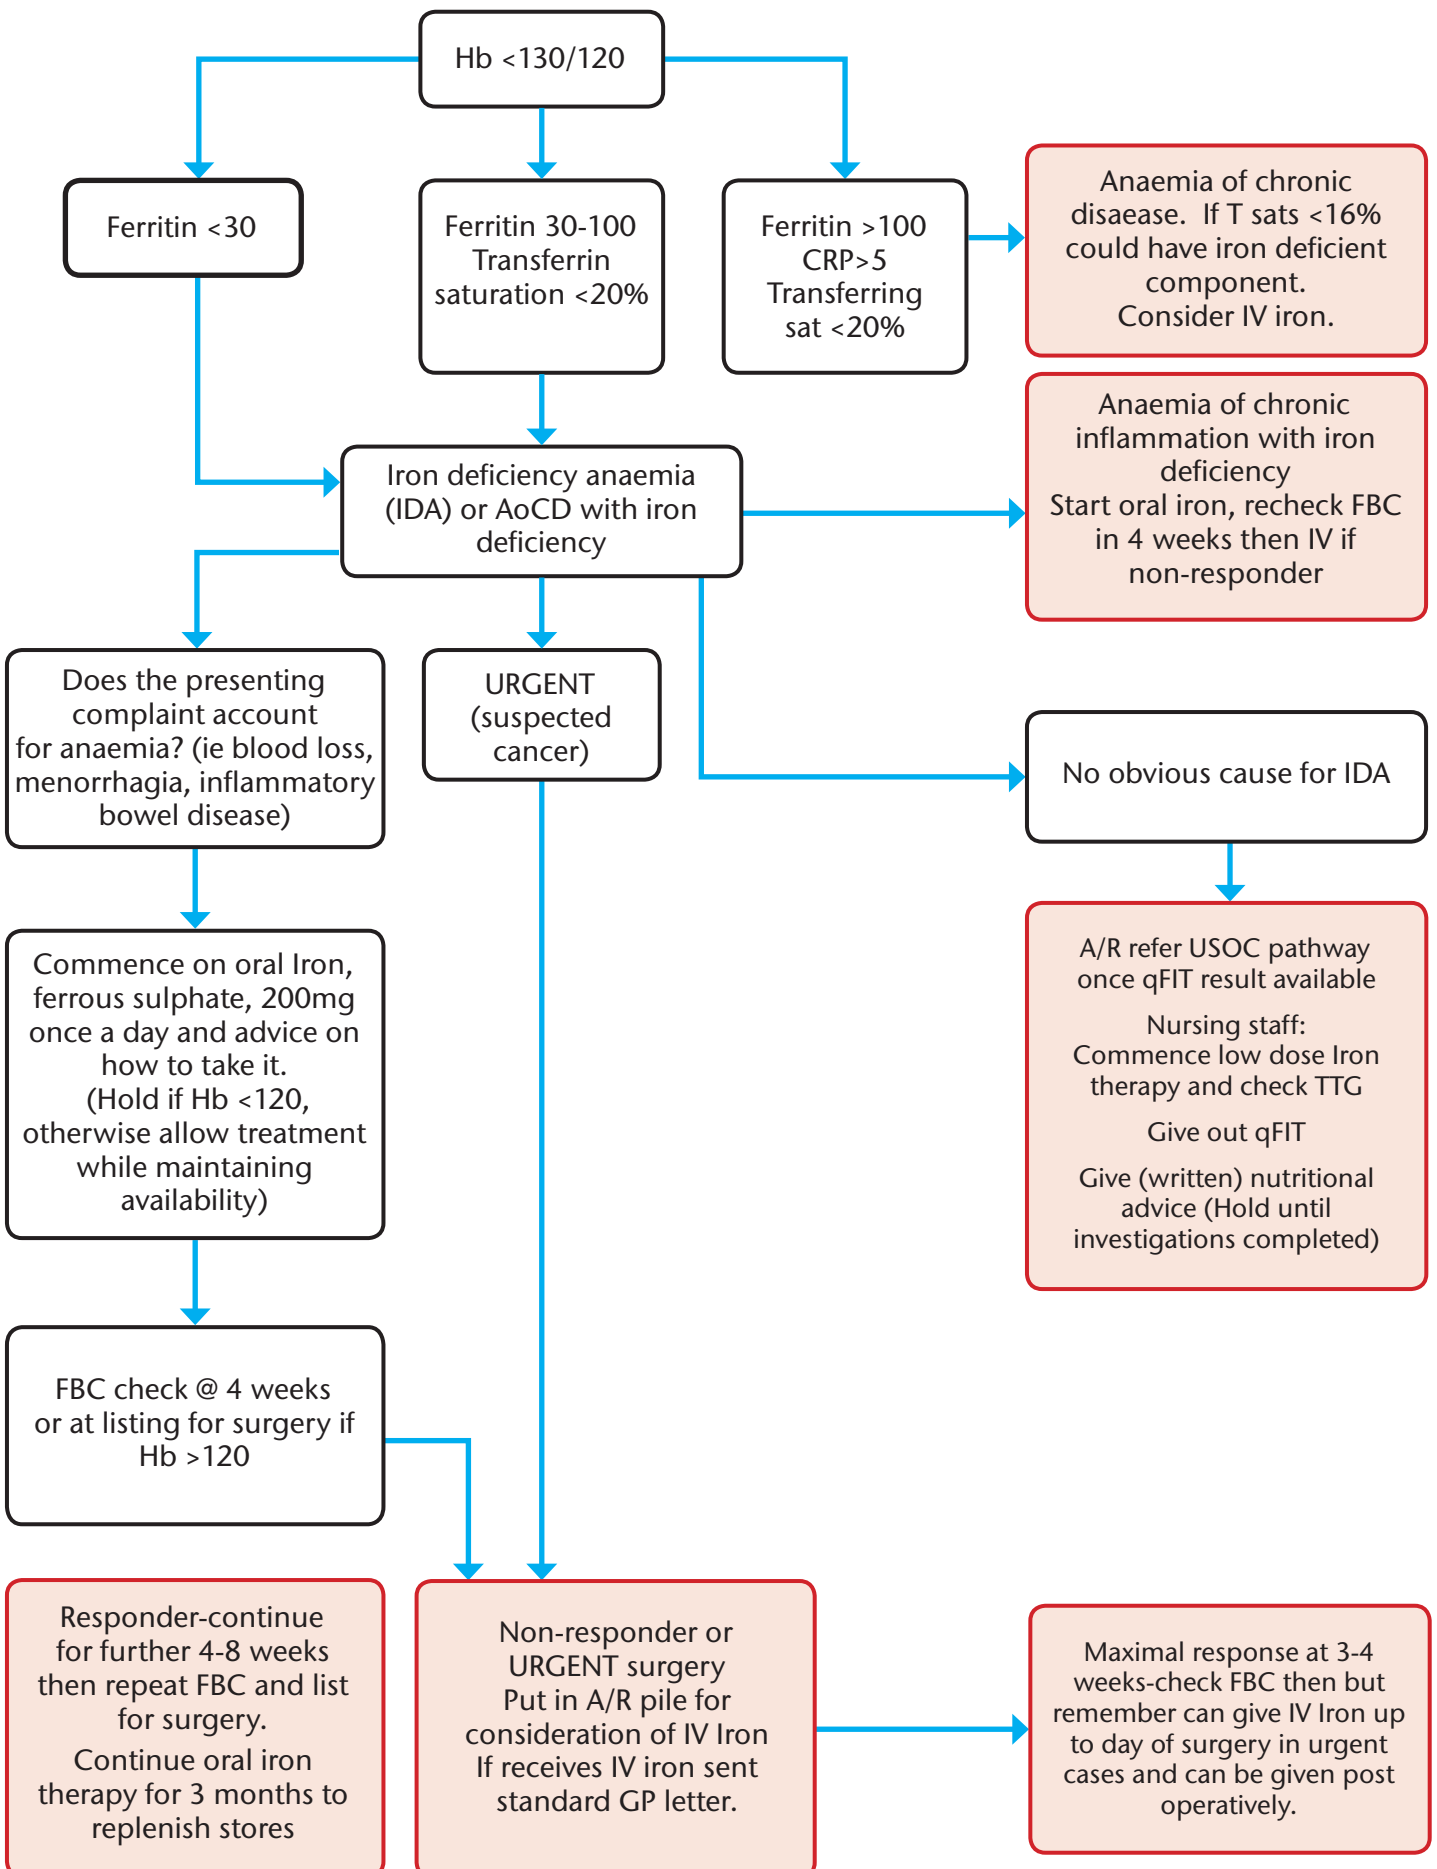 Hb <130/120
Ferritin <30
Ferritin 30-100
Transferrin
saturation <20%
Ferritin >100
CRP>5
Transferring
sat <20%
Anaemia of chronic
disaease.  If T sats <16%
could have iron deficient
component.
Consider IV iron.
Anaemia of chronic
inflammation with iron
deficiency
Start oral iron, recheck FBC
in 4 weeks then IV if
non-responder
Iron deficiency anaemia
(IDA) or AoCD with iron
deficiency
Does the presenting
complaint account
for anaemia? (ie blood loss,
menorrhagia, inflammatory
bowel disease)
URGENT
(suspected
cancer)
No obvious cause for IDA
Commence on oral Iron,
ferrous sulphate, 200mg
once a day and advice on
how to take it.
(Hold if Hb <120,
otherwise allow treatment
while maintaining
availability)
A/R refer USOC pathway
once qFIT result available
Nursing staff:
Commence low dose Iron
therapy and check TTG
Give out qFIT
Give (written) nutritional
advice (Hold until
investigations completed)
FBC check @ 4 weeks
or at listing for surgery if
Hb >120
Responder-continue
for further 4-8 weeks
then repeat FBC and list
for surgery.
Continue oral iron
therapy for 3 months to
replenish stores
Non-responder or
URGENT surgery
Put in A/R pile for
consideration of IV Iron
If receives IV iron sent
standard GP letter.
Maximal response at 3-4
weeks-check FBC then but
remember can give IV Iron up
to day of surgery in urgent
cases and can be given post
operatively.